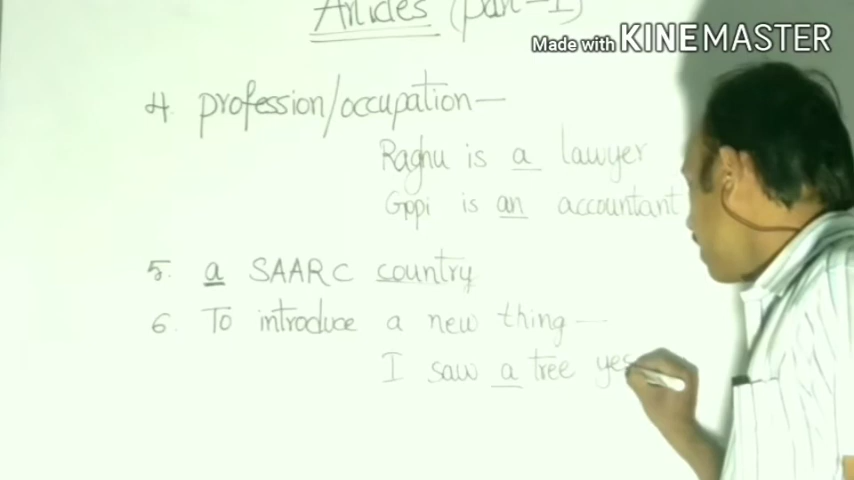 Articles (part-I)
Made with KINEMASTER
4. profession/occupation—
Raghu is a lawyer
Gopi is an accountant
5. a SAARC country
6. To introduce a new thing—
I saw a tree yes